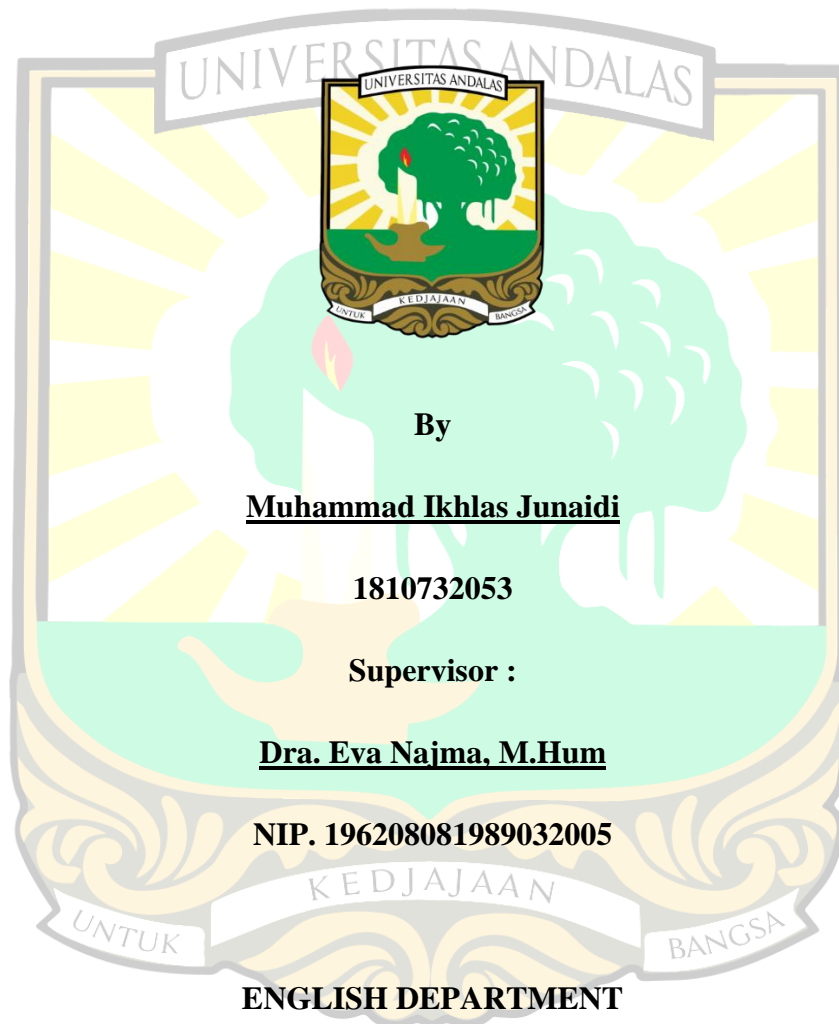 UNIVERSITAS ANDALAS
UNIVERSITAS ANDALAS
UNTUK KEDJAJAAN BANGSA
By
Muhammad Ikhlas Junaidi
1810732053
Supervisor :
Dra. Eva Najma, M.Hum
NIP. 196208081989032005
UNTUK KEDJAJAAN BANGSA
ENGLISH DEPARTMENT